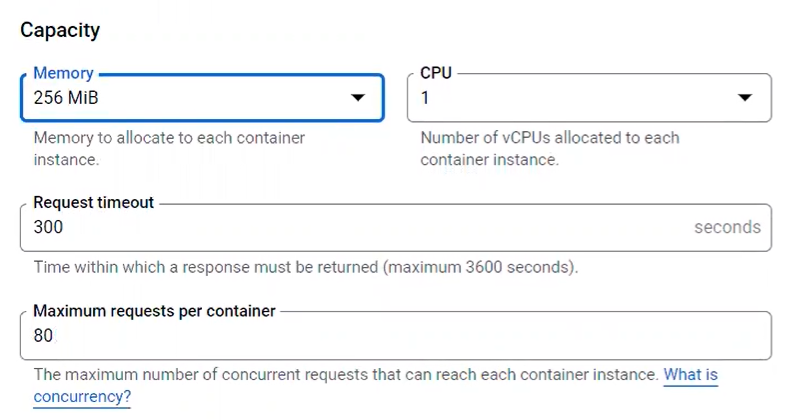 Capacity
Memory
CPU
256 MiB
1
Memory to allocate to each container
instance.
Number of vCPUs allocated to each
container instance.
Request timeout
300
seconds
Time within which a response must be returned (maximum 3600 seconds).
Maximum requests per container
80
The maximum number of concurrent requests that can reach each container instance. What is
concurrency?